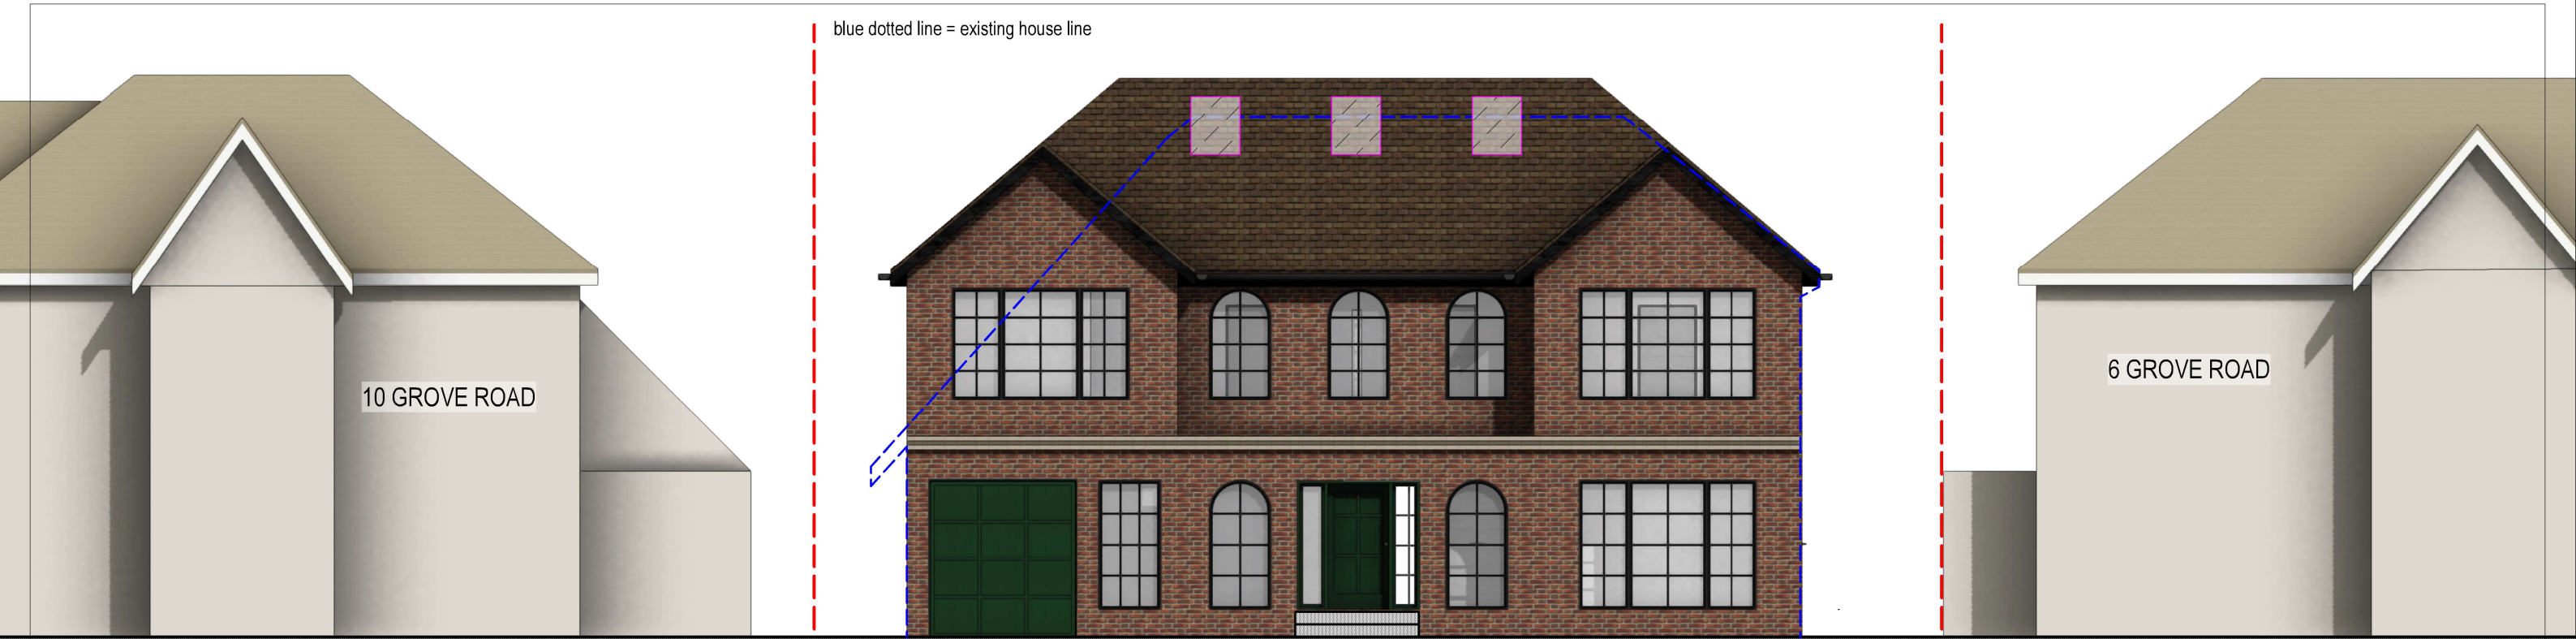 blue dotted line = existing house line
10 GROVE ROAD
6 GROVE ROAD